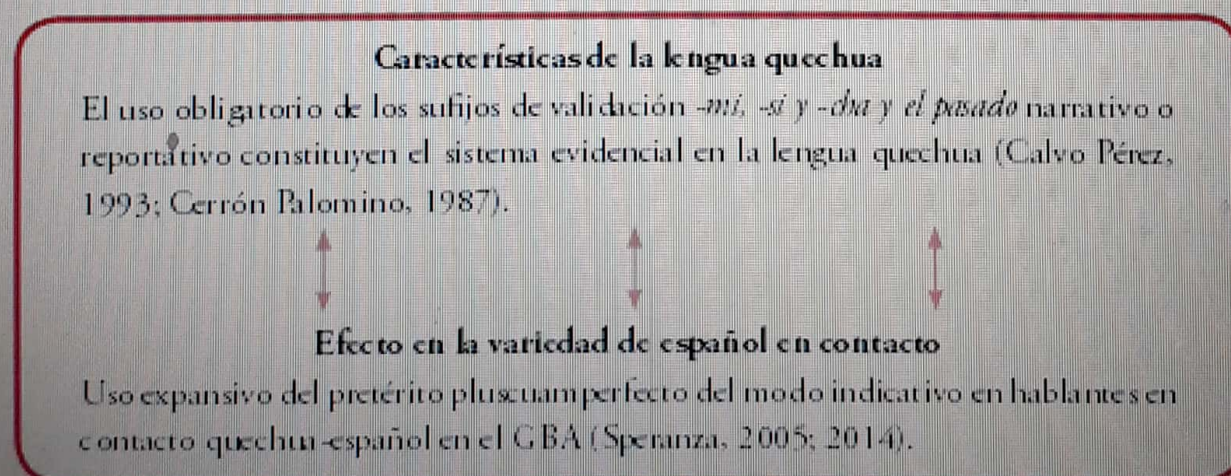 Características de la lengua quechua
El uso obligatorio de los sufijos de validación -mi, -si y -cha y el pasado narrativo o
reportativo constituyen el sistema evidencial en la lengua quechua (Calvo Pérez,
1993; Cerrón Palomino, 1987).
Efecto en la variedad de español en contacto
Uso expansivo del pretérito pluscuamperfecto del modo indicativo en hablantes en
contacto quechua-español en el GBA (Speranza, 2005; 2014).